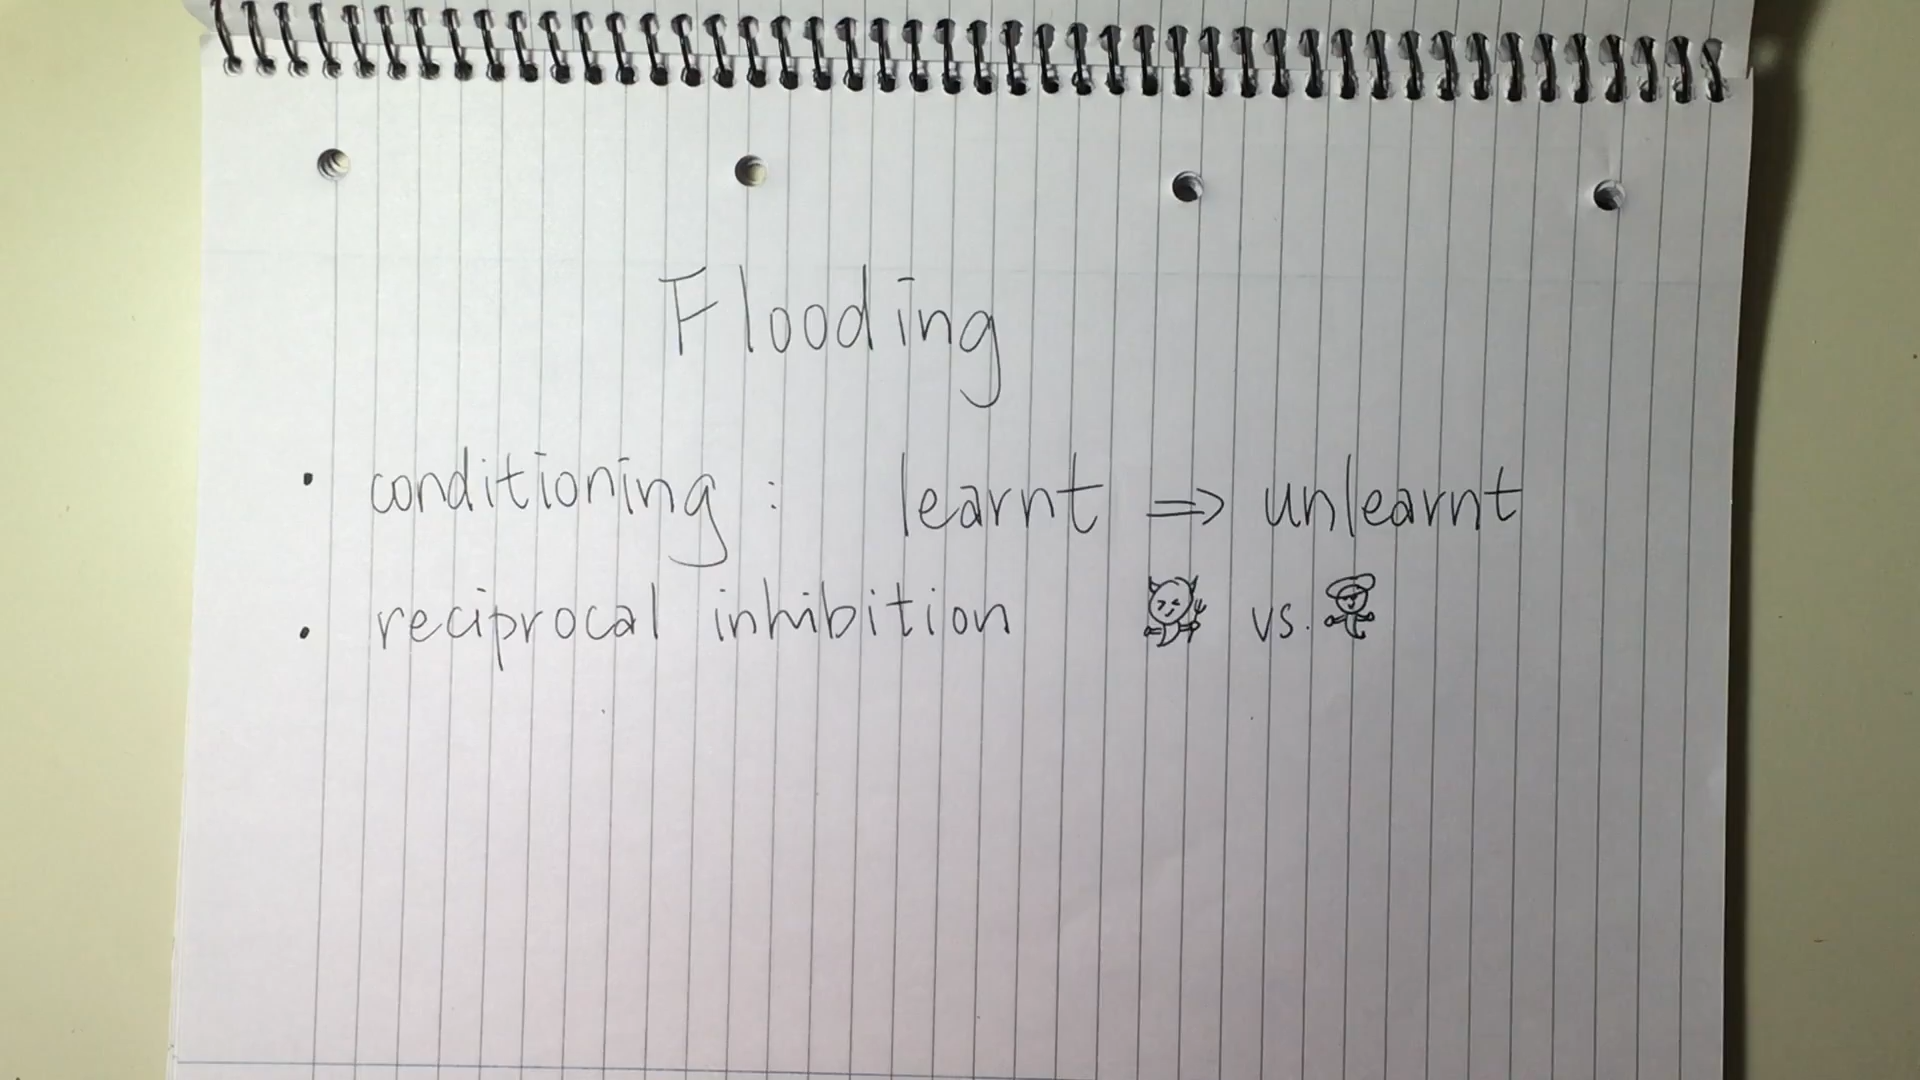 Flooding
• conditioning : learnt ⇒ unlearnt
• reciprocal inhibition vs.